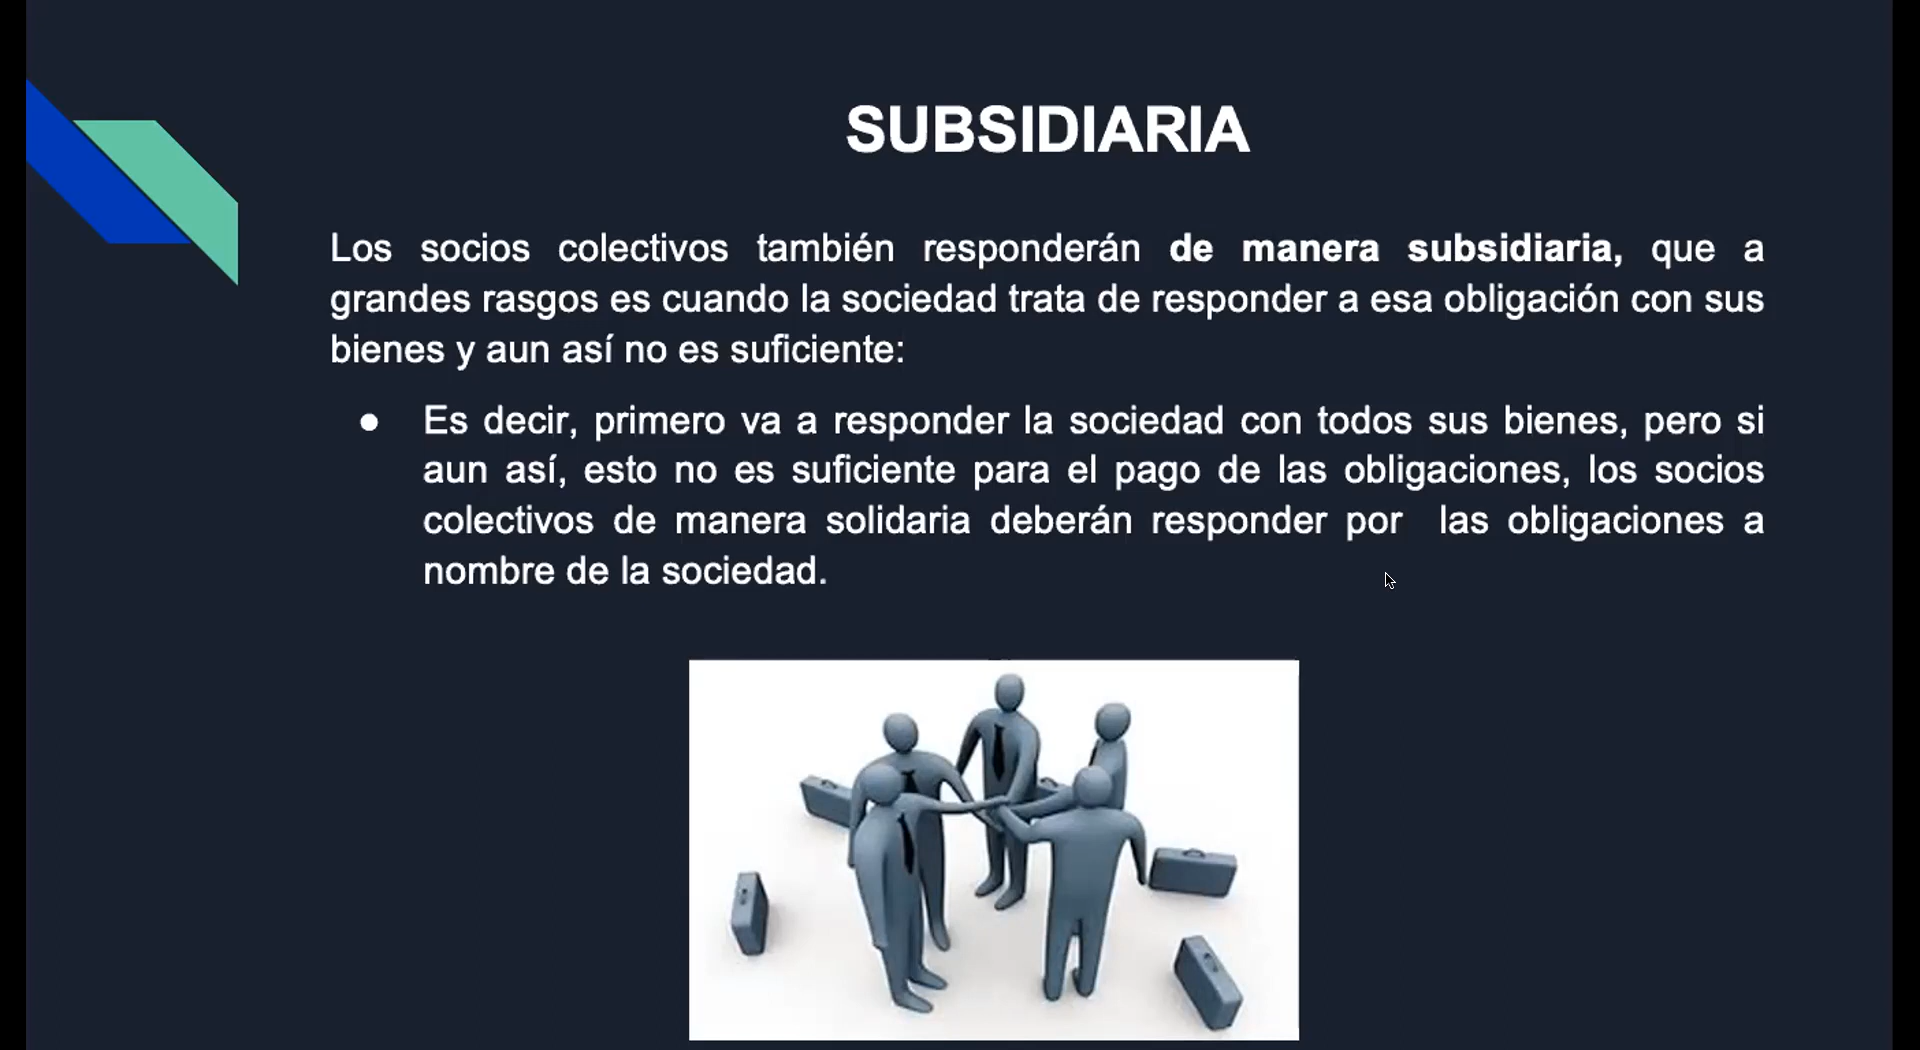 SUBSIDIARIA
Los socios colectivos también responderán de manera subsidiaria, que a
grandes rasgos es cuando la sociedad trata de responder a esa obligación con sus
bienes y aun así no es suficiente:
● Es decir, primero va a responder la sociedad con todos sus bienes, pero si
aun así, esto no es suficiente para el pago de las obligaciones, los socios
colectivos de manera solidaria deberán responder por las obligaciones a
nombre de la sociedad.